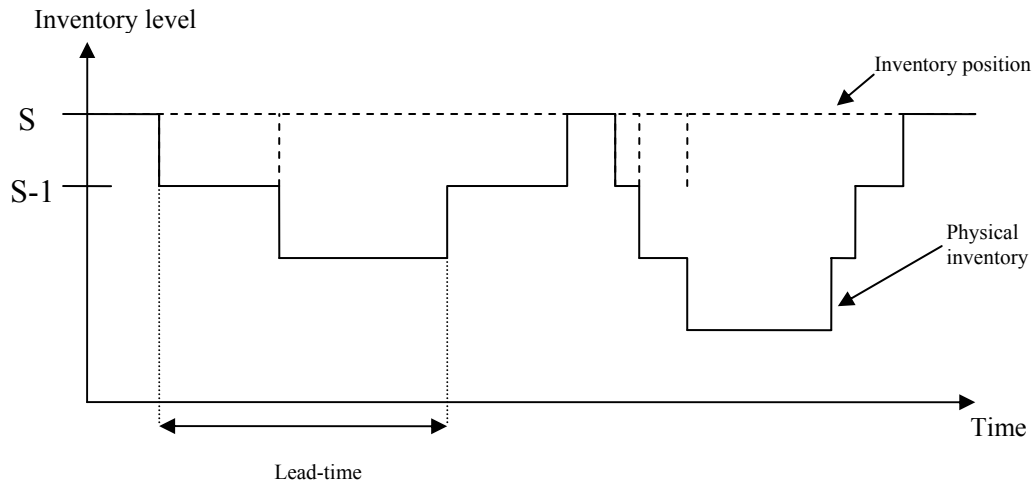 Inventory level
Inventory position
S
S-1
Physical
inventory
Time
Lead-time